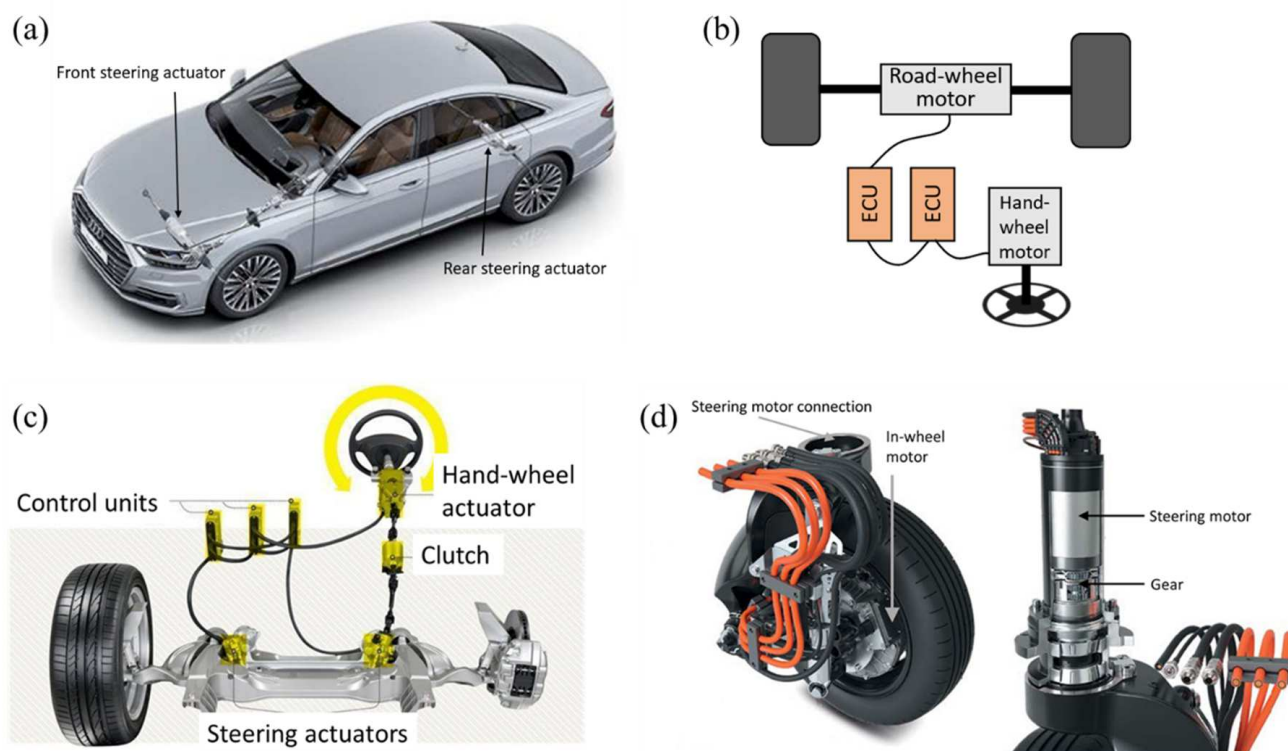 (a)
Front steering actuator
Rear steering actuator
(b)
Road-wheel
motor
ECU
ECU
Hand-
wheel
motor
(c)
Control units
Hand-wheel
actuator
Clutch
Steering actuators
(d)
Steering motor connection
In-wheel
motor
Steering motor
Gear